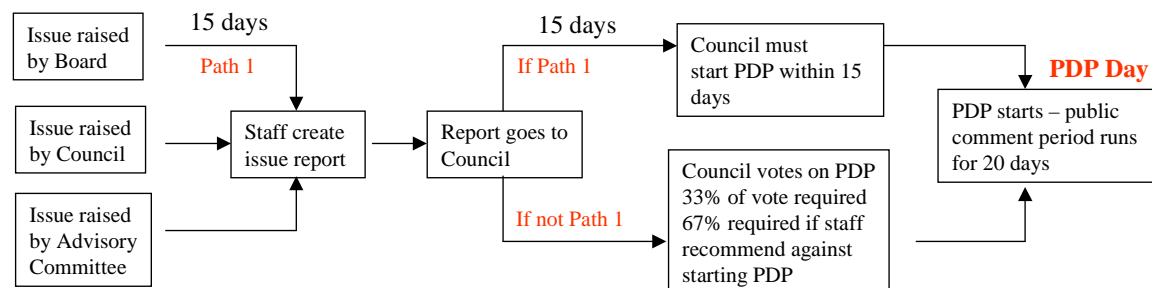 Issue raised
by Board
15 days
Path 1
Issue raised
by Council
Issue raised
by Advisory
Committee
Staff create
issue report
Report goes to
Council
15 days
If Path 1
If not Path 1
Council must
start PDP within 15
days
Council votes on PDP
33% of vote required
67% required if staff
recommend against
starting PDP
PDP Day
PDP starts – public
comment period runs
for 20 days